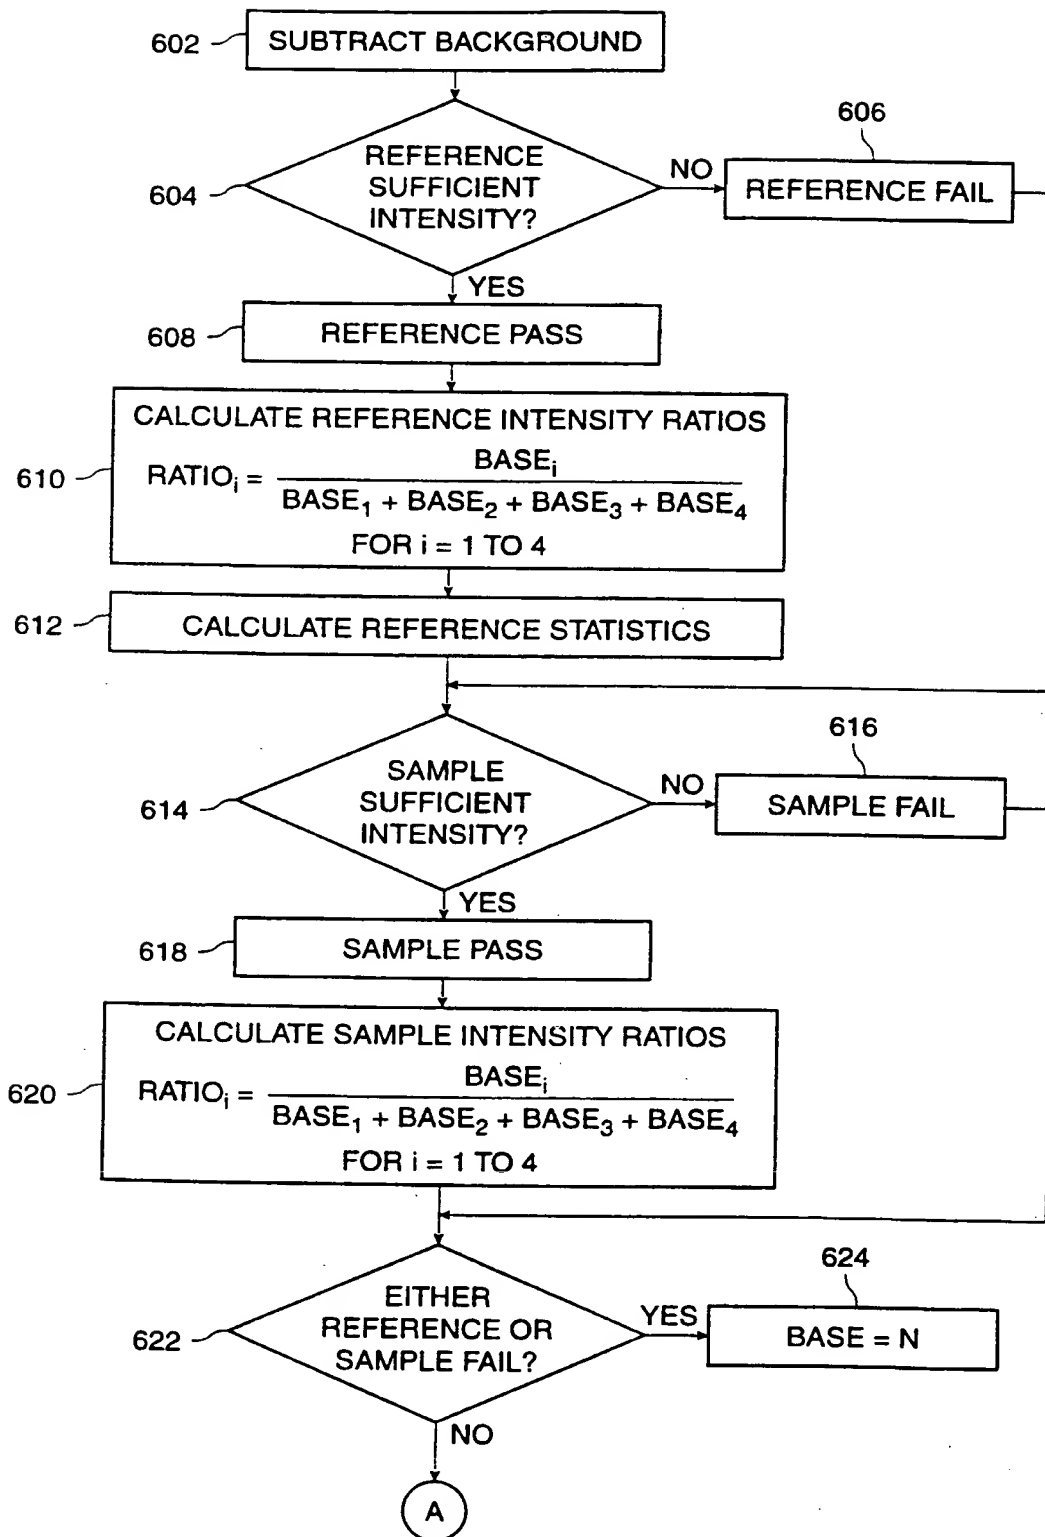 602
SUBTRACT BACKGROUND
606
604
REFERENCE
SUFFICIENT
INTENSITY?
NO
REFERENCE FAIL
YES
608
REFERENCE PASS
610
CALCULATE REFERENCE INTENSITY RATIOS
RATIOᵢ = BASEᵢ / BASE₁ + BASE₂ + BASE₃ + BASE₄
FOR i = 1 TO 4
612
CALCULATE REFERENCE STATISTICS
616
614
SAMPLE
SUFFICIENT
INTENSITY?
NO
SAMPLE FAIL
YES
618
SAMPLE PASS
620
CALCULATE SAMPLE INTENSITY RATIOS
RATIOᵢ = BASEᵢ / BASE₁ + BASE₂ + BASE₃ + BASE₄
FOR i = 1 TO 4
624
622
EITHER
REFERENCE OR
SAMPLE FAIL?
YES
BASE = N
NO
A